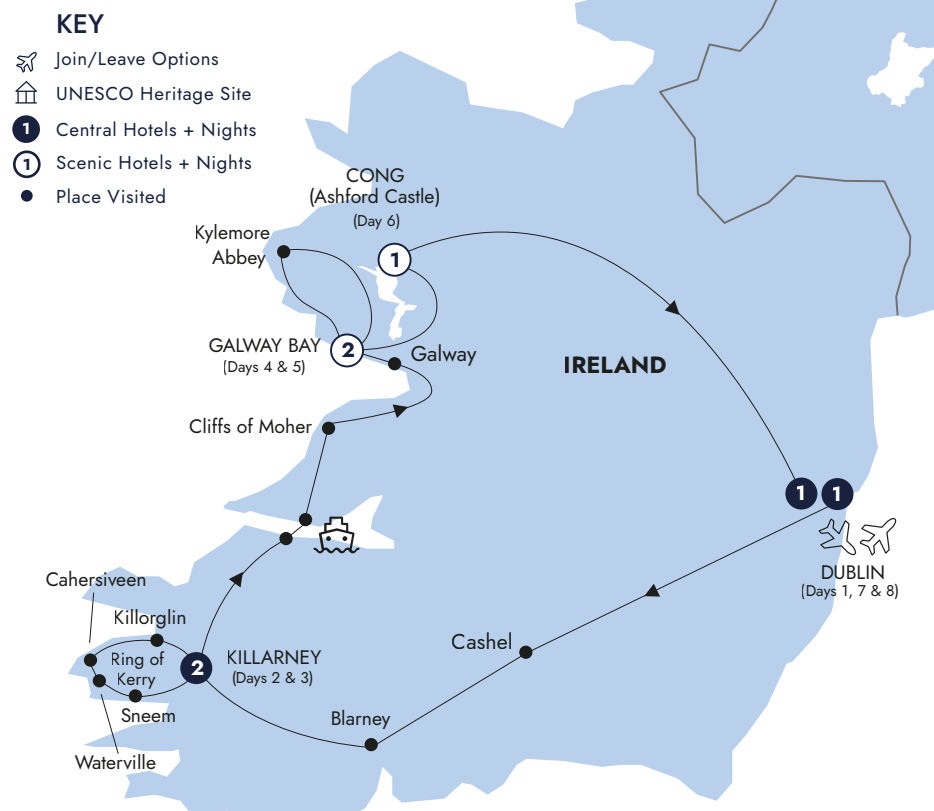 KEY
Join/Leave Options
UNESCO Heritage Site
1 Central Hotels + Nights
1 Scenic Hotels + Nights
Place Visited
CONG
(Ashford Castle)
(Day 6)
1
Kylemore
Abbey
GALWAY BAY
(Days 4 & 5)
2
Galway
IRELAND
Cliffs of Moher
1 1
DUBLIN
(Days 1, 7 & 8)
Cahersiveen
Killorglin
Ring of
Kerry
2
KILLARNEY
(Days 2 & 3)
Cashel
Sneem
Blarney
Waterville